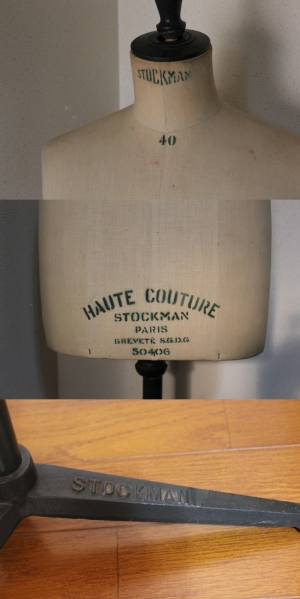 STOCKMAN
40
HAUTE COUTURE
STOCKMAN
PARIS
BREVETÉ S.G.D.G
50406
STOCKMAN